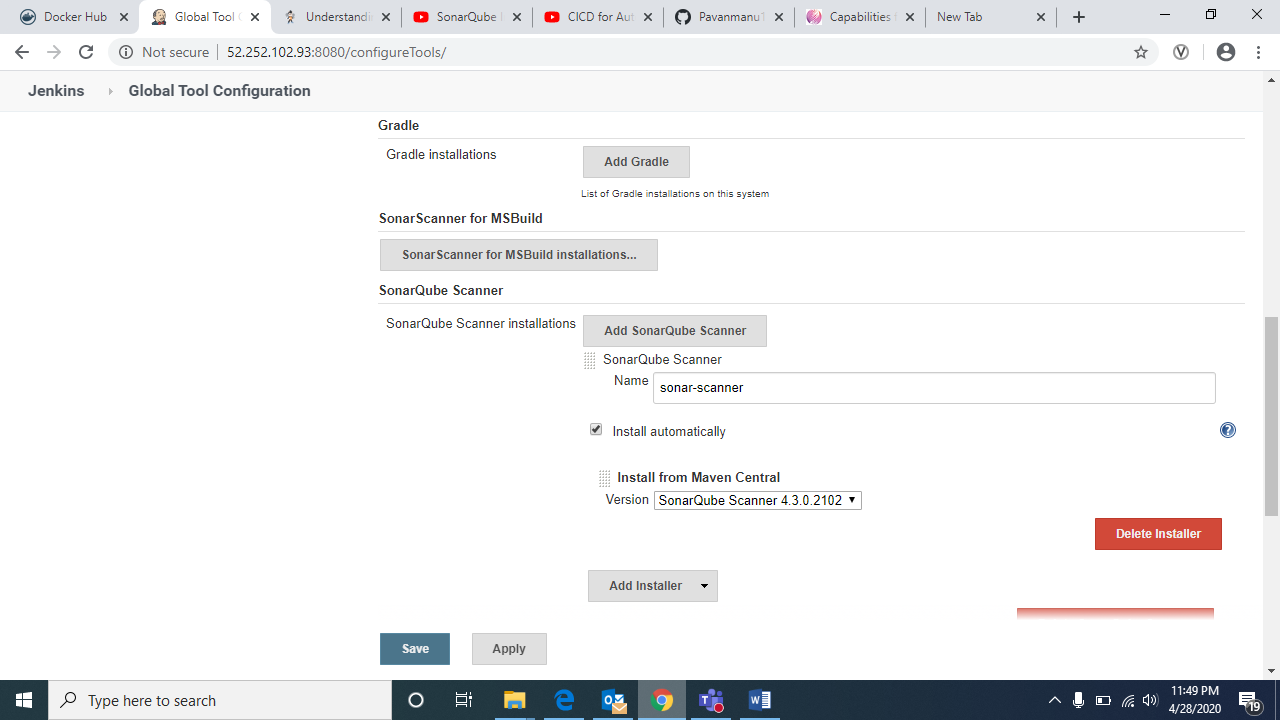 Docker Hub
Global Tool C
Understandin
SonarQube
CICD for Aut
Pavanmanu1
Capabilities
New Tab
Not secure
52.252.102.93:8080/configureTools/
Jenkins
Global Tool Configuration
Gradle
Gradle installations
Add Gradle
List of Gradle installations on this system
SonarScanner for MSBuild
SonarScanner for MSBuild installations...
SonarQube Scanner
SonarQube Scanner installations
Add SonarQube Scanner
SonarQube Scanner
Name
sonar-scanner
Install automatically
?
Install from Maven Central
Version
SonarQube Scanner 4.3.0.2102
Delete Installer
Add Installer
Save
Apply
Type here to search
11:49 PM
4/28/2020
19